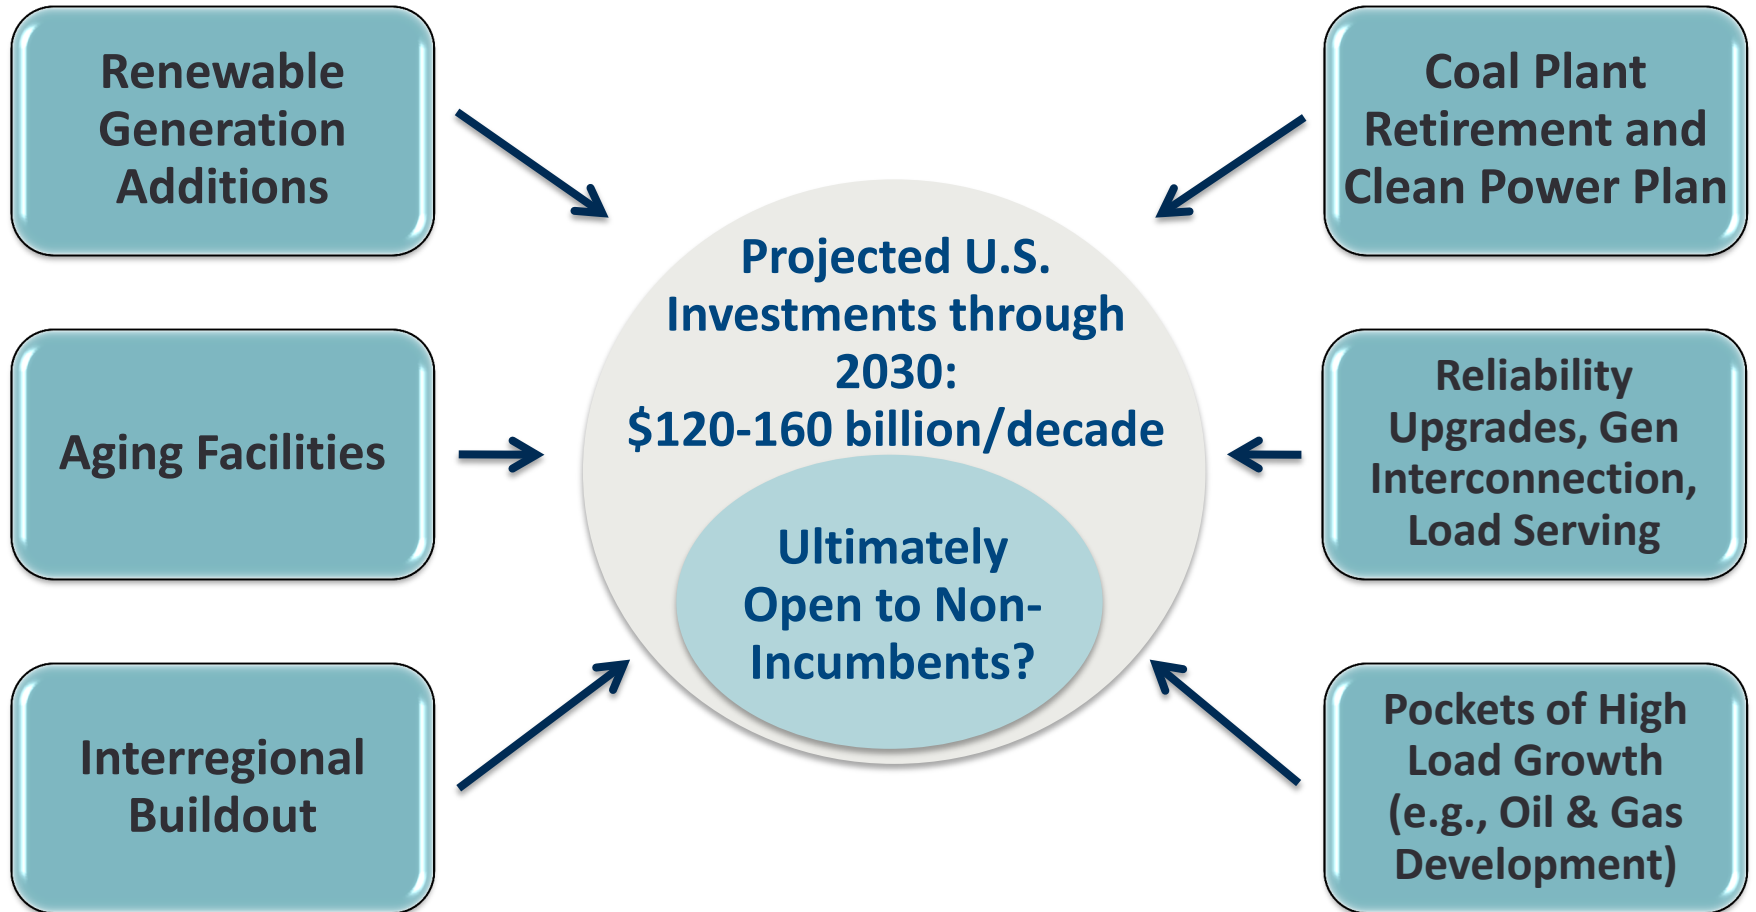 Renewable
Generation
Additions
Aging Facilities
Interregional
Buildout
Projected U.S.
Investments through
2030:
$120-160 billion/decade
Ultimately
Open to Non-
Incumbents?
Coal Plant
Retirement and
Clean Power Plan
Reliability
Upgrades, Gen
Interconnection,
Load Serving
Pockets of High
Load Growth
(e.g., Oil & Gas
Development)